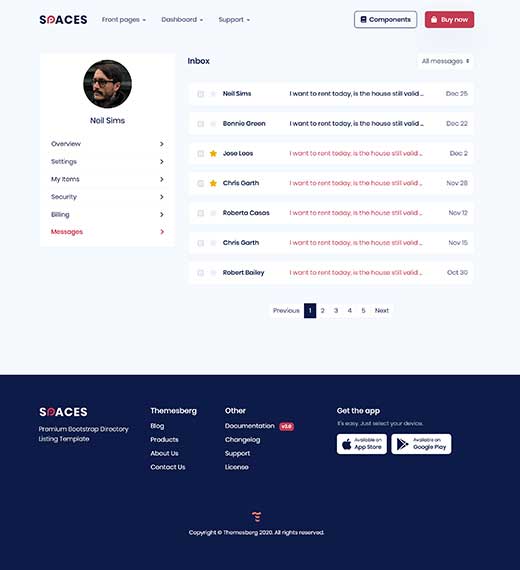 SPACES Front pages Dashboard Support Components Buy now
Inbox All messages
Neil Sims
Overview
Settings
My Items
Security
Billing
Messages
Neil Sims I want to rent today, is the house still valid ... Dec 25
Bonnie Green I want to rent today, is the house still valid ... Dec 22
Jose Leos I want to rent today, is the house still valid ... Dec 2
Chris Garth I want to rent today, is the house still valid ... Nov 28
Roberta Casas I want to rent today, is the house still valid ... Nov 12
Chris Garth I want to rent today, is the house still valid ... Nov 15
Robert Bailey I want to rent today, is the house still valid ... Oct 30
Previous 1 2 3 4 5 Next
SPACES
Premium Bootstrap Directory
Listing Template
Themesberg
Blog
Products
About Us
Contact Us
Other
Documentation v1.0
Changelog
Support
License
Get the app
It's easy. Just select your device.
Available on
App Store
Available on
Google Play
Copyright © Themesberg 2020. All rights reserved.